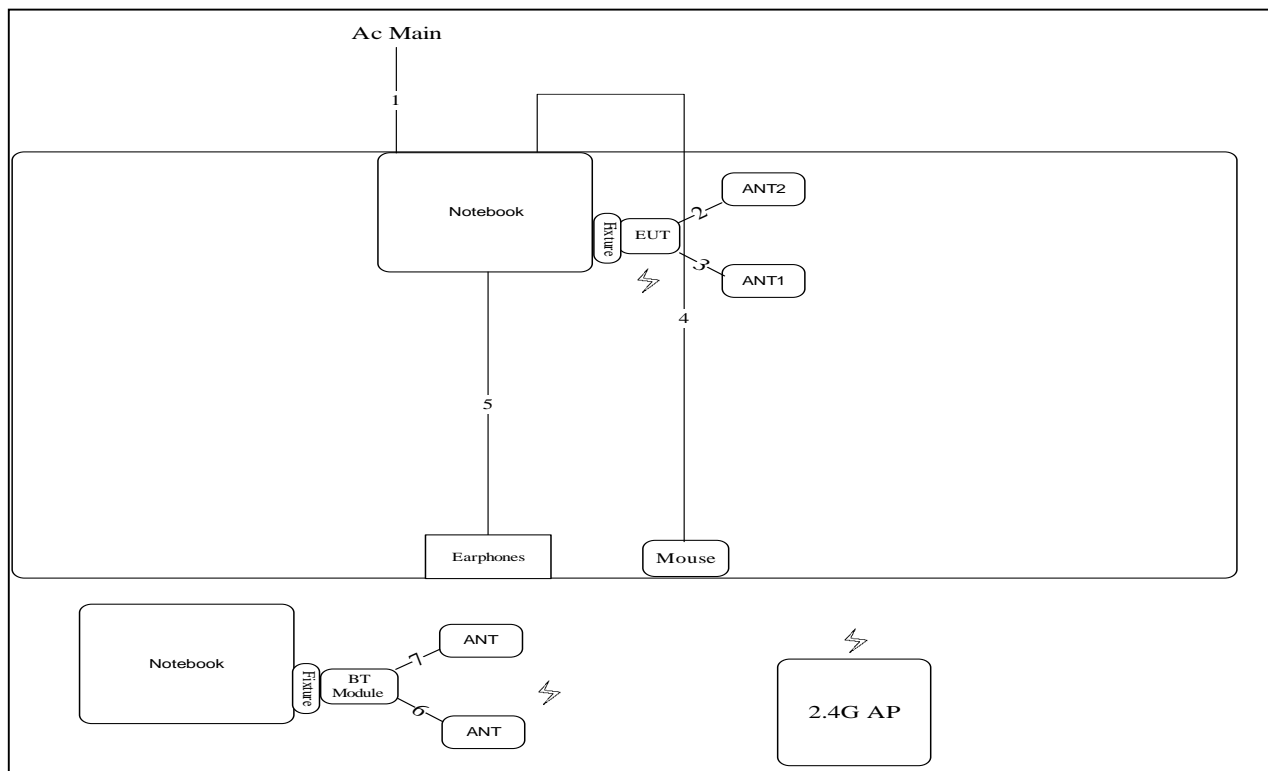 Ac Main
1
Notebook
Fixture
EUT
2
ANT2
3
ANT1
4
5
Earphones
Mouse
Notebook
Fixture
BT
Module
7
ANT
6
ANT
2.4G AP